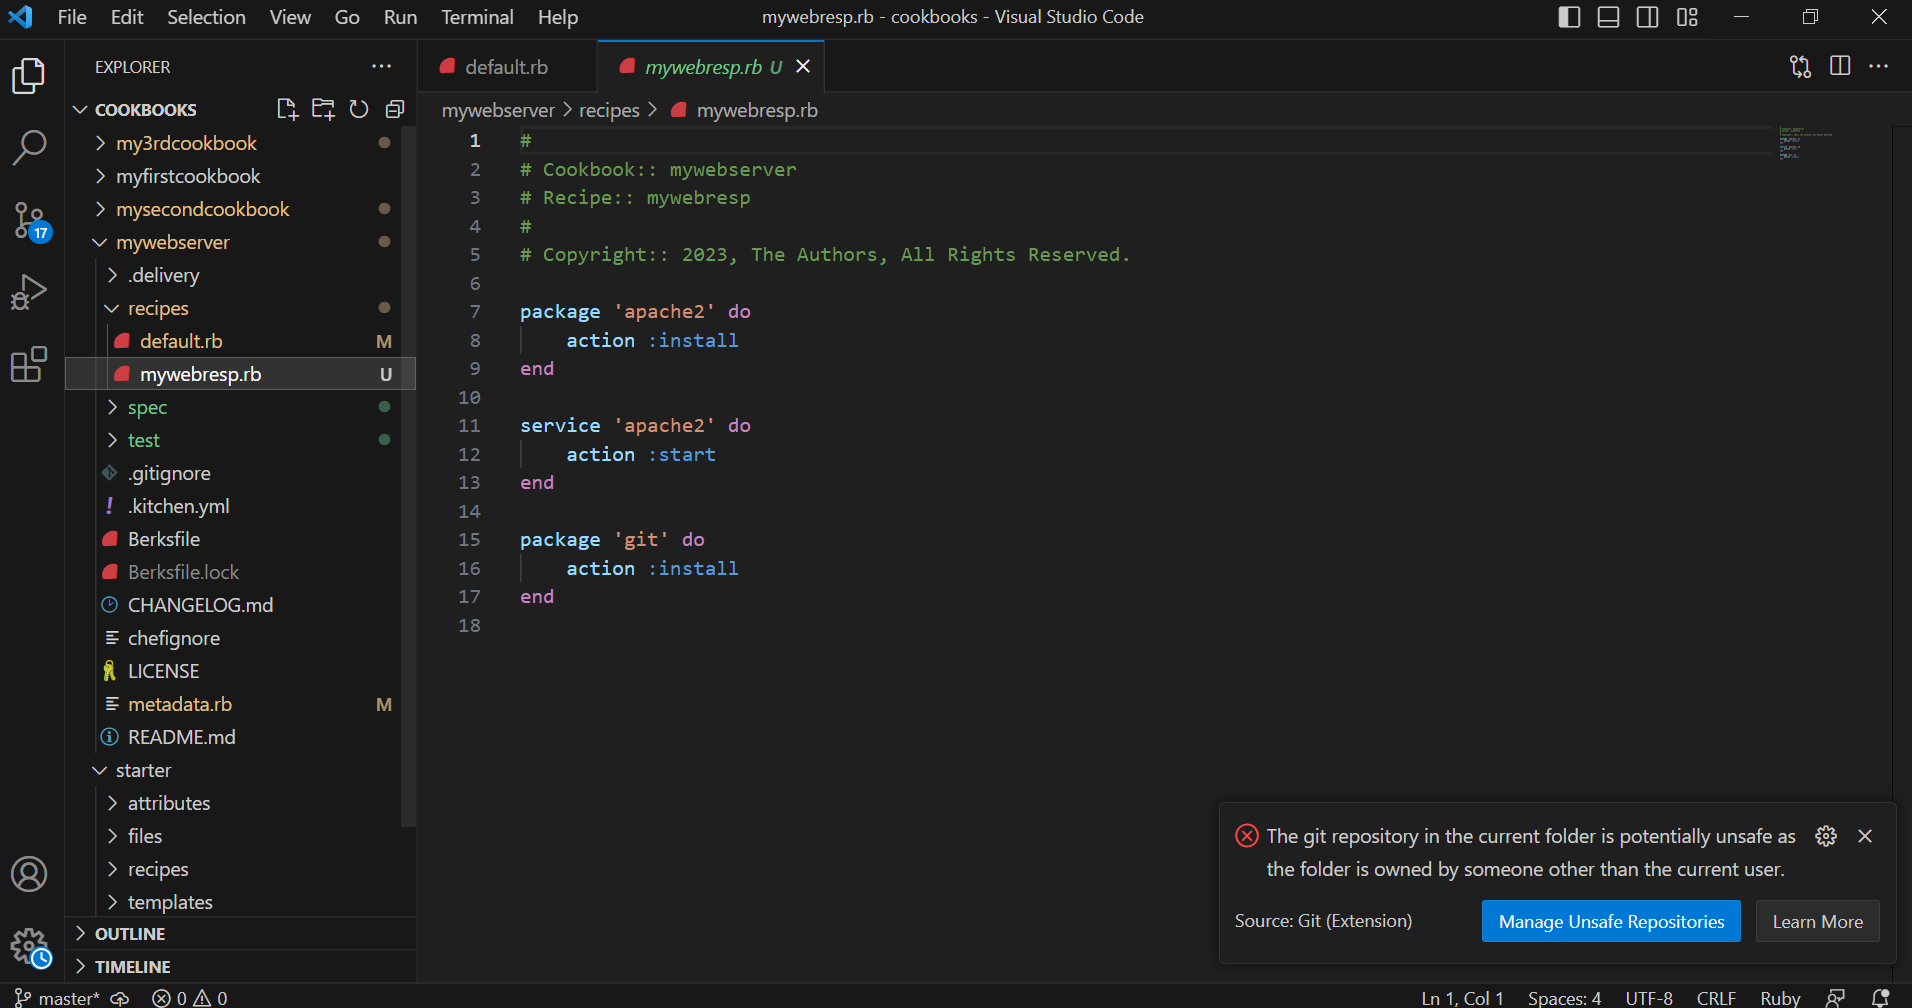 File Edit Selection View Go Run Terminal Help
mywebresp.rb - cookbooks - Visual Studio Code
EXPLORER
COOKBOOKS
my3rdcookbook
myfirstcookbook
mysecondcookbook
mywebserver
.delivery
recipes
default.rb M
mywebresp.rb U
spec
test
.gitignore
! .kitchen.yml
Berksfile
Berksfile.lock
CHANGELOG.md
chefignore
LICENSE
metadata.rb M
README.md
starter
attributes
files
recipes
templates
OUTLINE
TIMELINE
17
default.rb
mywebresp.rb U
mywebserver > recipes > mywebresp.rb
1 #
2 # Cookbook:: mywebserver
3 # Recipe:: mywebresp
4 #
5 # Copyright:: 2023, The Authors, All Rights Reserved.
6
7 package 'apache2' do
8 action :install
9 end
10
11 service 'apache2' do
12 action :start
13 end
14
15 package 'git' do
16 action :install
17 end
18
The git repository in the current folder is potentially unsafe as
the folder is owned by someone other than the current user.
Source: Git (Extension)
Manage Unsafe Repositories
Learn More
master* 0 0
Ln 1, Col 1 Spaces: 4 UTF-8 CRLF Ruby